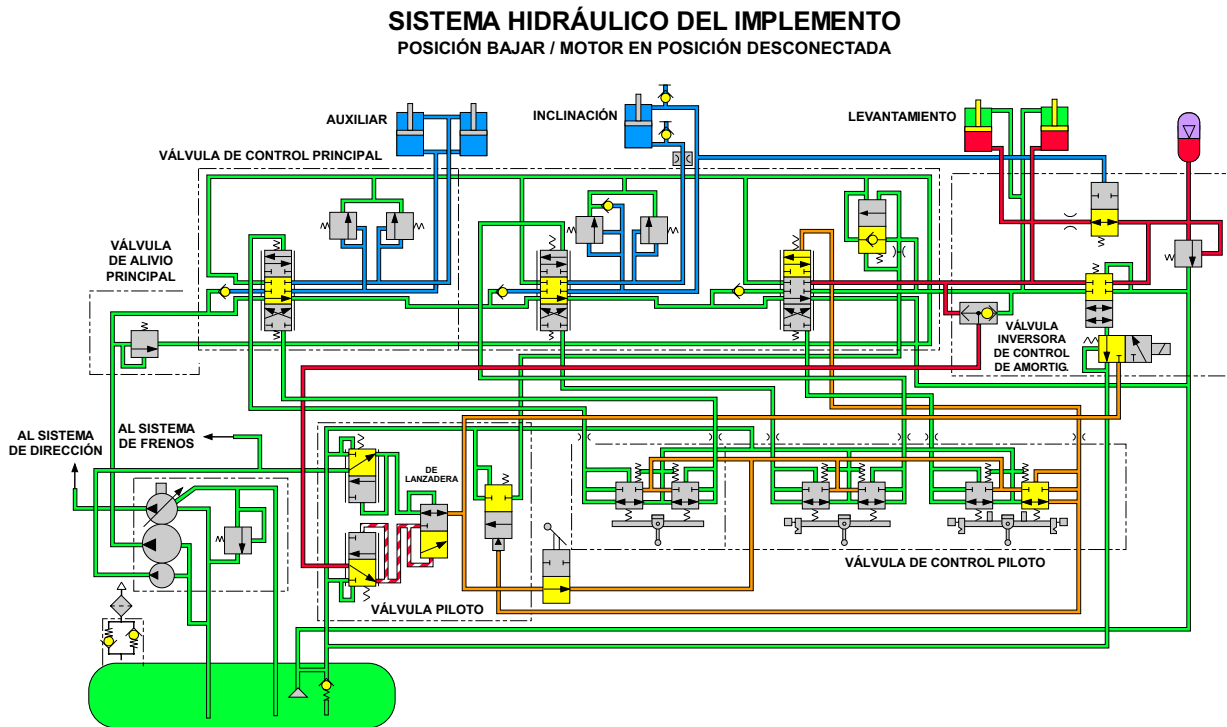 SISTEMA HIDRÁULICO DEL IMPLEMENTO
POSICIÓN BAJAR / MOTOR EN POSICIÓN DESCONECTADA
AUXILIAR
INCLINACIÓN
LEVANTAMIENTO
VÁLVULA DE CONTROL PRINCIPAL
VÁLVULA
DE ALIVIO
PRINCIPAL
VÁLVULA
INVERSORA
DE CONTROL
DE AMORTIG.
AL SISTEMA
DE DIRECCIÓN
AL SISTEMA
DE FRENOS
DE
LANZADERA
VÁLVULA PILOTO
VÁLVULA DE CONTROL PILOTO